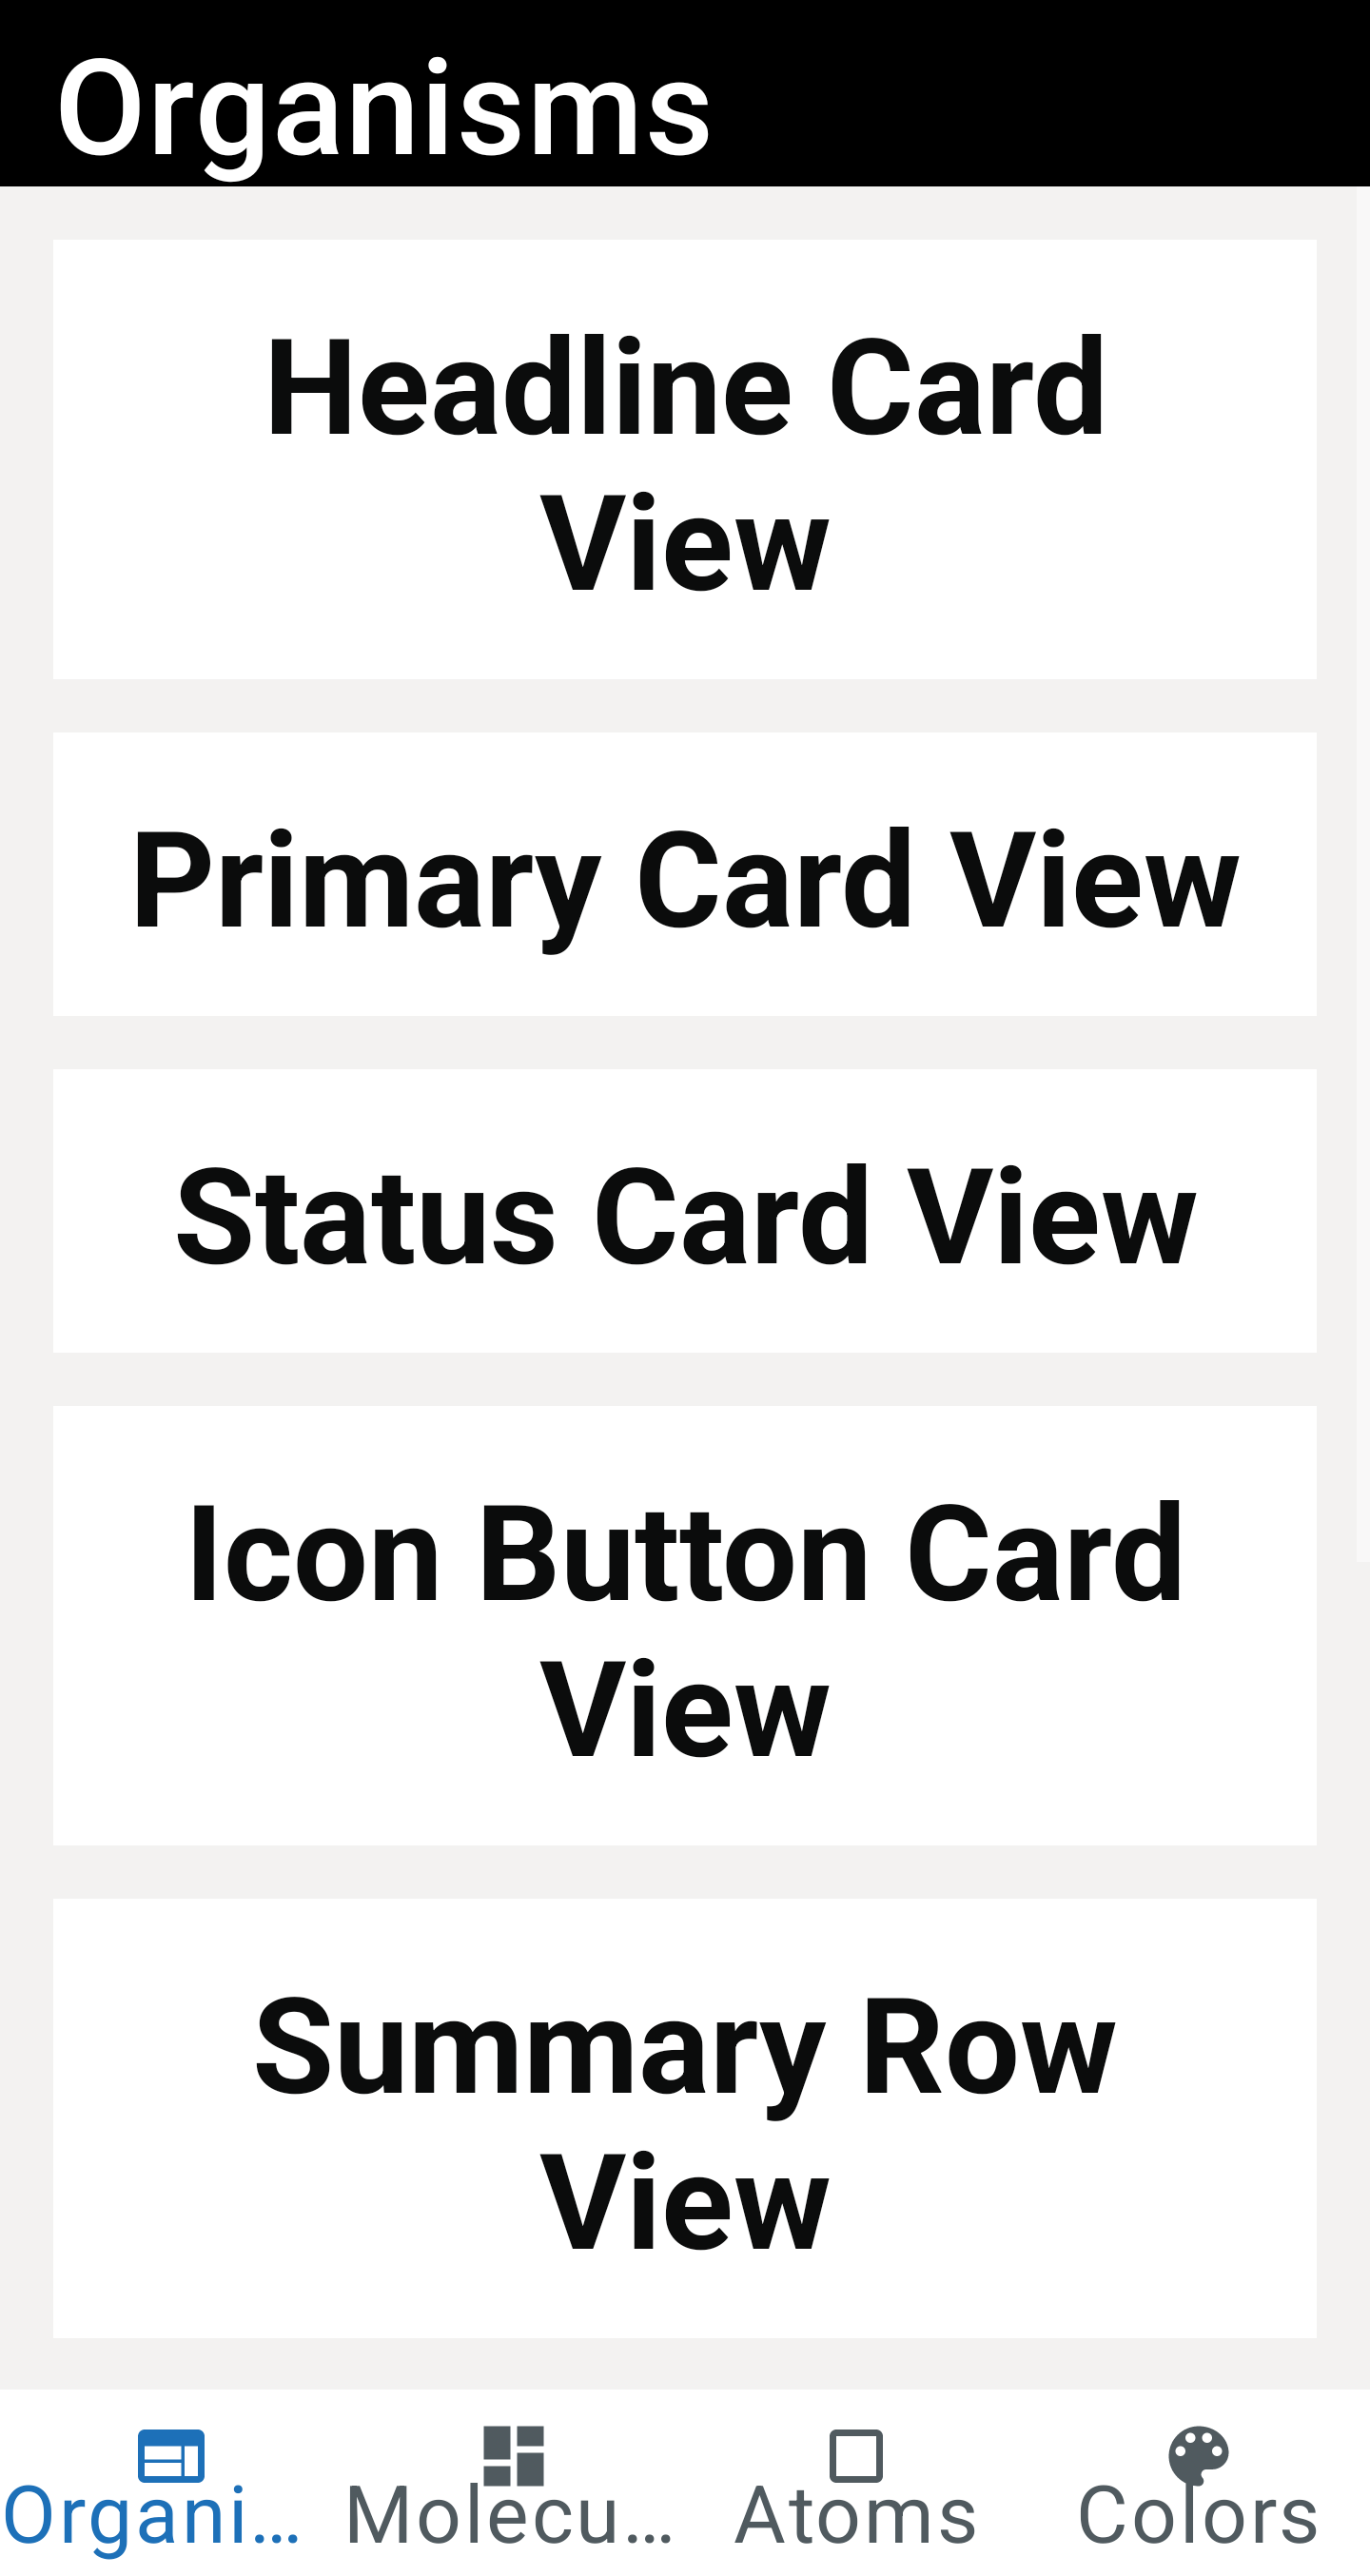 Organisms
Headline Card
View
Primary Card View
Status Card View
Icon Button Card
View
Summary Row
View
Organi...
Molecu...
Atoms
Colors